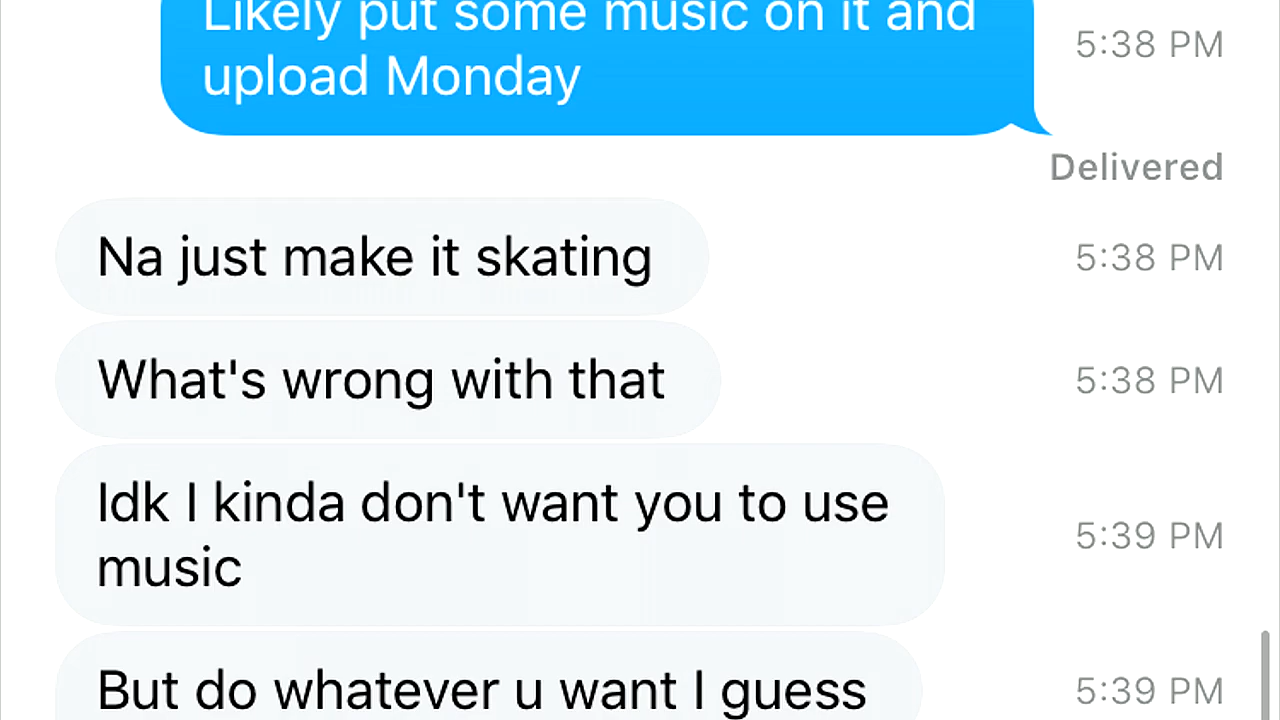 Likely put some music on it and
5:38 PM
upload Monday
Delivered
Na just make it skating
5:38 PM
What's wrong with that
5:38 PM
Idk I kinda don't want you to use
music
5:39 PM
But do whatever u want I guess
5:39 PM